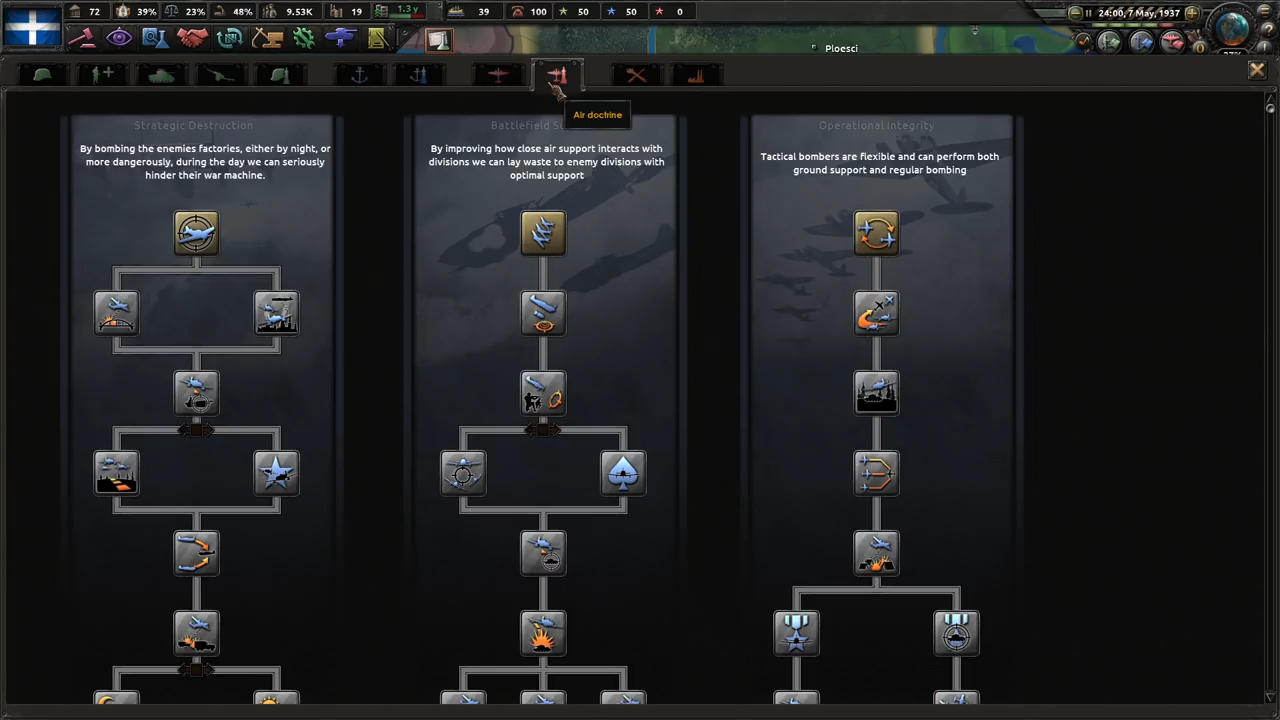 72 39% 23% 48% 9.53K 19 1.3 y 39 100 50 50 0 24:00, 7 May, 1937
Ploesci
Air doctrine
Strategic Destruction
By bombing the enemies factories, either by night, or
more dangerously, during the day we can seriously
hinder their war machine.
Battlefield
By improving how close air support interacts with
divisions we can lay waste to enemy divisions with
optimal support
Operational Integrity
Tactical bombers are flexible and can perform both
ground support and regular bombing